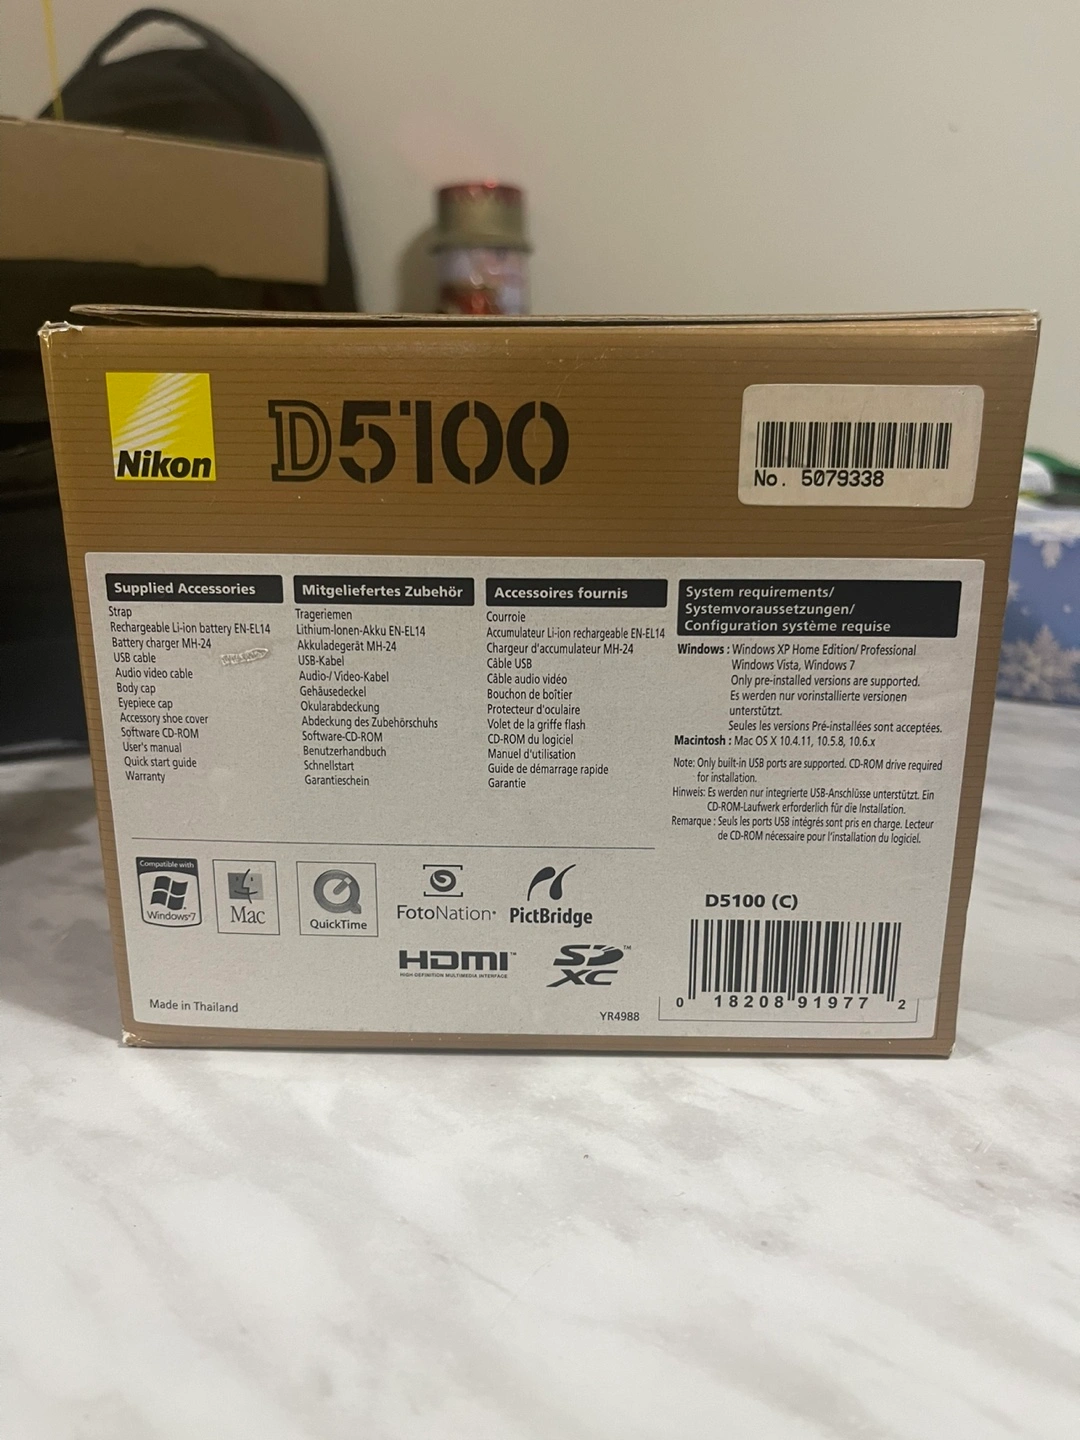 Nikon
D5100
No. 5079338
Supplied Accessories
Strap
Rechargeable Li-ion battery EN-EL14
Battery charger MH-24
USB cable
Audio video cable
Body cap
Eyepiece cap
Accessory shoe cover
Software CD-ROM
User's manual
Quick start guide
Warranty
Mitgeliefertes Zubehör
Trageriemen
Lithium-Ionen-Akku EN-EL14
Akkuladegerät MH-24
USB-Kabel
Audio-/ Video-Kabel
Gehäusedeckel
Okularabdeckung
Abdeckung des Zubehörschuhs
Software-CD-ROM
Benutzerhandbuch
Schnellstart
Garantieschein
Accessoires fournis
Courroie
Accumulateur Li-ion rechargeable EN-EL14
Chargeur d'accumulateur MH-24
Câble USB
Câble audio vidéo
Bouchon de boîtier
Protecteur d'oculaire
Volet de la griffe flash
CD-ROM du logiciel
Manuel d'utilisation
Guide de démarrage rapide
Garantie
System requirements/
Systemvoraussetzungen/
Configuration système requise
Windows : Windows XP Home Edition/ Professional
Windows Vista, Windows 7
Only pre-installed versions are supported.
Es werden nur vorinstallierte versionen
unterstützt.
Seules les versions Pré-installées sont acceptées.
Macintosh : Mac OS X 10.4.11, 10.5.8, 10.6.x
Note: Only built-in USB ports are supported. CD-ROM drive required
for installation.
Hinweis: Es werden nur integrierte USB-Anschlüsse unterstützt. Ein
CD-ROM-Laufwerk erforderlich für die Installation.
Remarque : Seuls les ports USB intégrés sont pris en charge. Lecteur
de CD-ROM nécessaire pour l'installation du logiciel.
Compatible with
Windows 7
Mac
QuickTime
FotoNation
PictBridge
HDMI™
HIGH-DEFINITION MULTIMEDIA INTERFACE
SD™
XC
D5100 (C)
0 18208 91977 2
Made in Thailand
YR4988